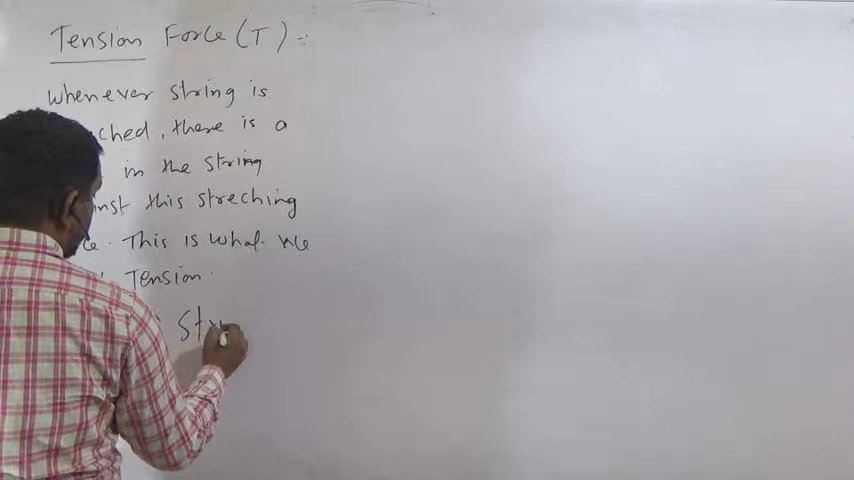 Tension Force (T) :-
Whenever string is
ched, there is a
in the string
inst this streching
ce. This is what we
Tension.
St